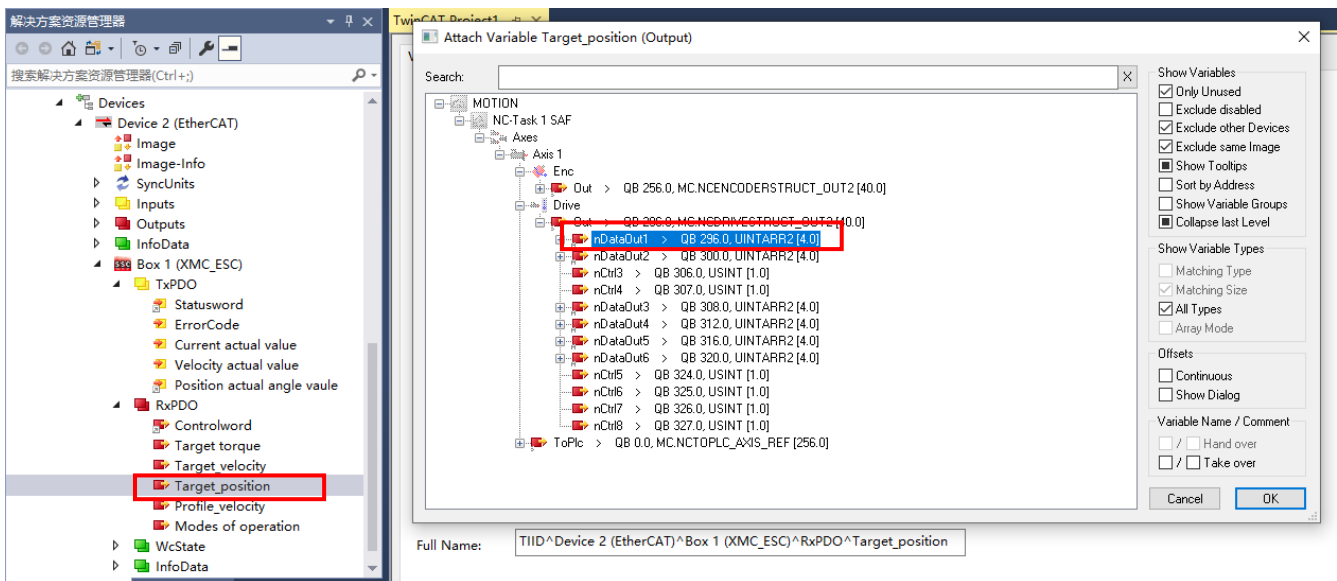 解决方案资源管理器
搜索解决方案资源管理器(Ctrl+;)
Devices
Device 2 (EtherCAT)
Image
Image-Info
SyncUnits
Inputs
Outputs
InfoData
Box 1 (XMC_ESC)
TxPDO
Statusword
ErrorCode
Current actual value
Velocity actual value
Position actual angle vaule
RxPDO
Controlword
Target torque
Target_velocity
Target_position
Profile_velocity
Modes of operation
WcState
InfoData
TwinCAT Project1
Attach Variable Target_position (Output)
Search:
X
MOTION
NC-Task 1 SAF
Axes
Axis 1
Enc
Out > QB 256.0, MC.NCENCODERSTRUCT_OUT2 [40.0]
Drive
Out > QB 296.0, MC.NCDRIVESTRUCT_OUT2 [40.0]
nDataOut1 > QB 296.0, UINTARR2 [4.0]
nDataOut2 > QB 300.0, UINTARR2 [4.0]
nCtrl3 > QB 306.0, USINT [1.0]
nCtrl4 > QB 307.0, USINT [1.0]
nDataOut3 > QB 308.0, UINTARR2 [4.0]
nDataOut4 > QB 312.0, UINTARR2 [4.0]
nDataOut5 > QB 316.0, UINTARR2 [4.0]
nDataOut6 > QB 320.0, UINTARR2 [4.0]
nCtrl5 > QB 324.0, USINT [1.0]
nCtrl6 > QB 325.0, USINT [1.0]
nCtrl7 > QB 326.0, USINT [1.0]
nCtrl8 > QB 327.0, USINT [1.0]
ToPlc > QB 0.0, MC.NCTOPLC_AXIS_REF [256.0]
Show Variables
Only Unused
Exclude disabled
Exclude other Devices
Exclude same Image
Show Tooltips
Sort by Address
Show Variable Groups
Collapse last Level
Show Variable Types
Matching Type
Matching Size
All Types
Array Mode
Offsets
Continuous
Show Dialog
Variable Name / Comment
/ Hand over
/ Take over
Cancel
OK
Full Name:
TIID^Device 2 (EtherCAT)^Box 1 (XMC_ESC)^RxPDO^Target_position